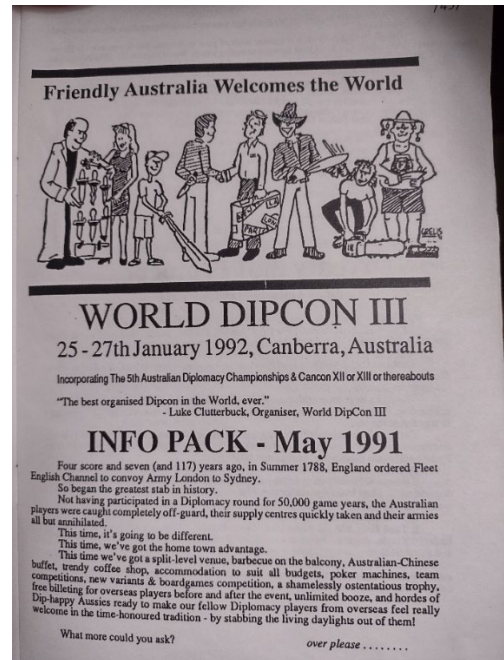 Friendly Australia Welcomes the World
WORLD DIPCON III
25 - 27th January 1992, Canberra, Australia
Incorporating The 5th Australian Diplomacy Championships & Cancon XII or XIII or thereabouts
"The best organised Dipcon in the World, ever."
- Luke Clutterbuck, Organiser, World DipCon III
INFO PACK - May 1991
Four score and seven (and 117) years ago, in Summer 1788, England ordered Fleet
English Channel to convoy Army London to Sydney.
So began the greatest stab in history.
Not having participated in a Diplomacy round for 50,000 game years, the Australian
players were caught completely off-guard, their supply centres quickly taken and their armies
all but annihilated.
This time, it's going to be different.
This time, we've got the home town advantage.
This time we've got a split-level venue, barbecue on the balcony, Australian-Chinese
buffet, trendy coffee shop, accommodation to suit all budgets, poker machines, team
competitions, new variants & boardgames competition, a shamelessly ostentatious trophy,
free billeting for overseas players before and after the event, unlimited booze, and hordes of
Dip-happy Aussies ready to make our fellow Diplomacy players from overseas feel really
welcome in the time-honoured tradition - by stabbing the living daylights out of them!
What more could you ask?
over please ........